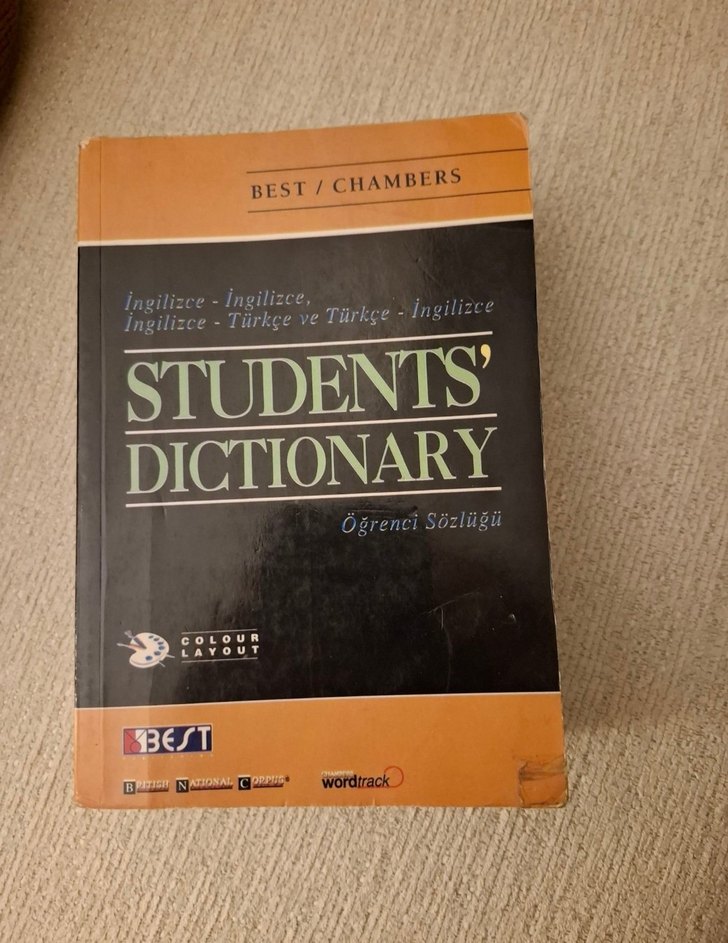 BEST / CHAMBERS
İngilizce - İngilizce,
İngilizce - Türkçe ve Türkçe - İngilizce
STUDENTS'
DICTIONARY
Öğrenci Sözlüğü
COLOUR
LAYOUT
BEST
BRITISH NATIONAL CORPUS
CHAMBERS
wordtrack